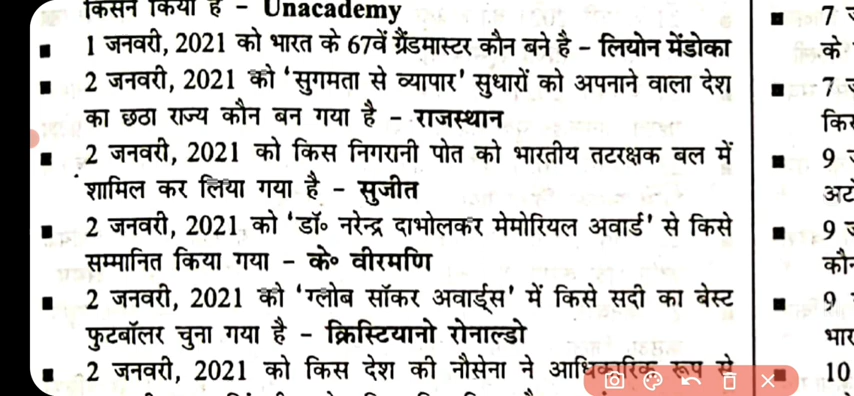 किसने किया है – Unacademy
1 जनवरी, 2021 को भारत के 67वें ग्रैंडमास्टर कौन बने है – लियोन मेंडोका
2 जनवरी, 2021 को ‘सुगमता से व्यापार’ सुधारों को अपनाने वाला देश
का छठा राज्य कौन बन गया है – राजस्थान
2 जनवरी, 2021 को किस निगरानी पोत को भारतीय तटरक्षक बल में
शामिल कर लिया गया है – सुजीत
2 जनवरी, 2021 को ‘डॉ॰ नरेन्द्र दाभोलकर मेमोरियल अवार्ड’ से किसे
सम्मानित किया गया – के॰ वीरमणि
2 जनवरी, 2021 को ‘ग्लोब सॉकर अवार्ड्स’ में किसे सदी का बेस्ट
फुटबॉलर चुना गया है – क्रिस्टियानो रोनाल्डो
2 जनवरी, 2021 को किस देश की नौसेना ने आधिकारिक रूप से
7
के
7
9
9
9
10